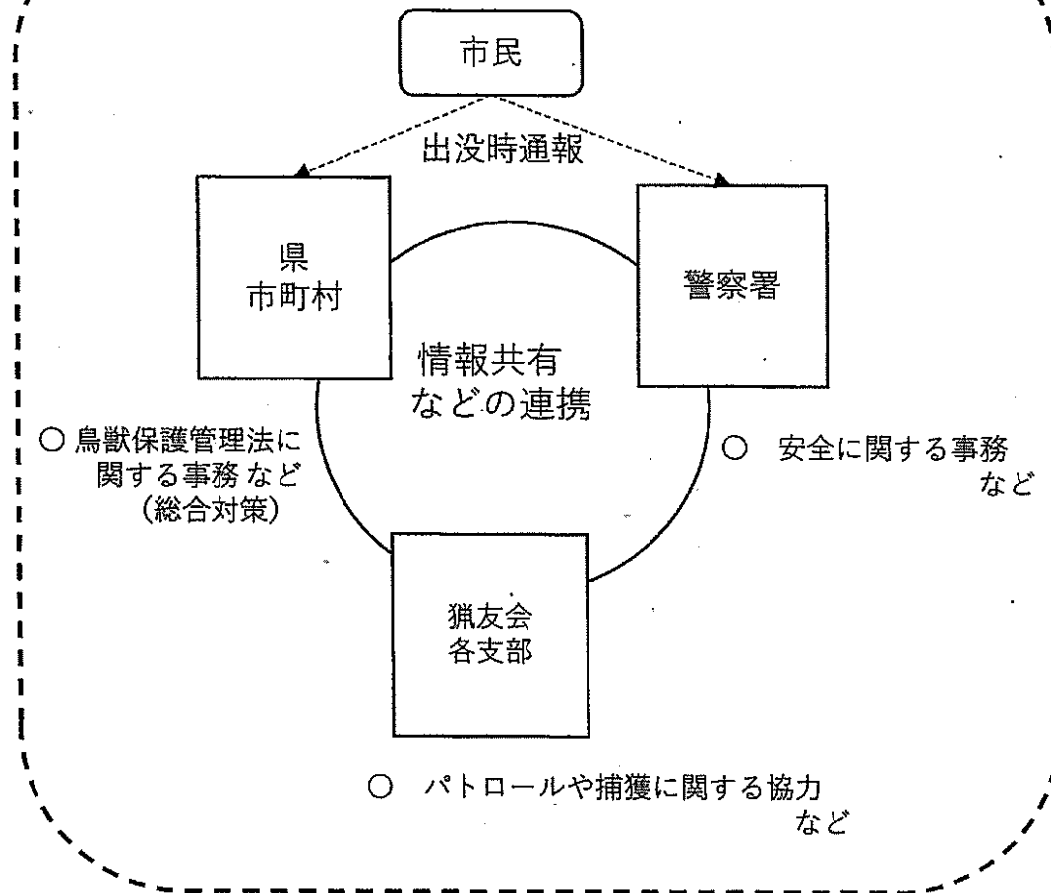 市民
出没時通報
県
市町村
警察署
情報共有
などの連携
○ 鳥獣保護管理法に
関する事務 など
（総合対策）
○ 安全に関する事務
など
猟友会
各支部
○ パトロールや捕獲に関する協力
など